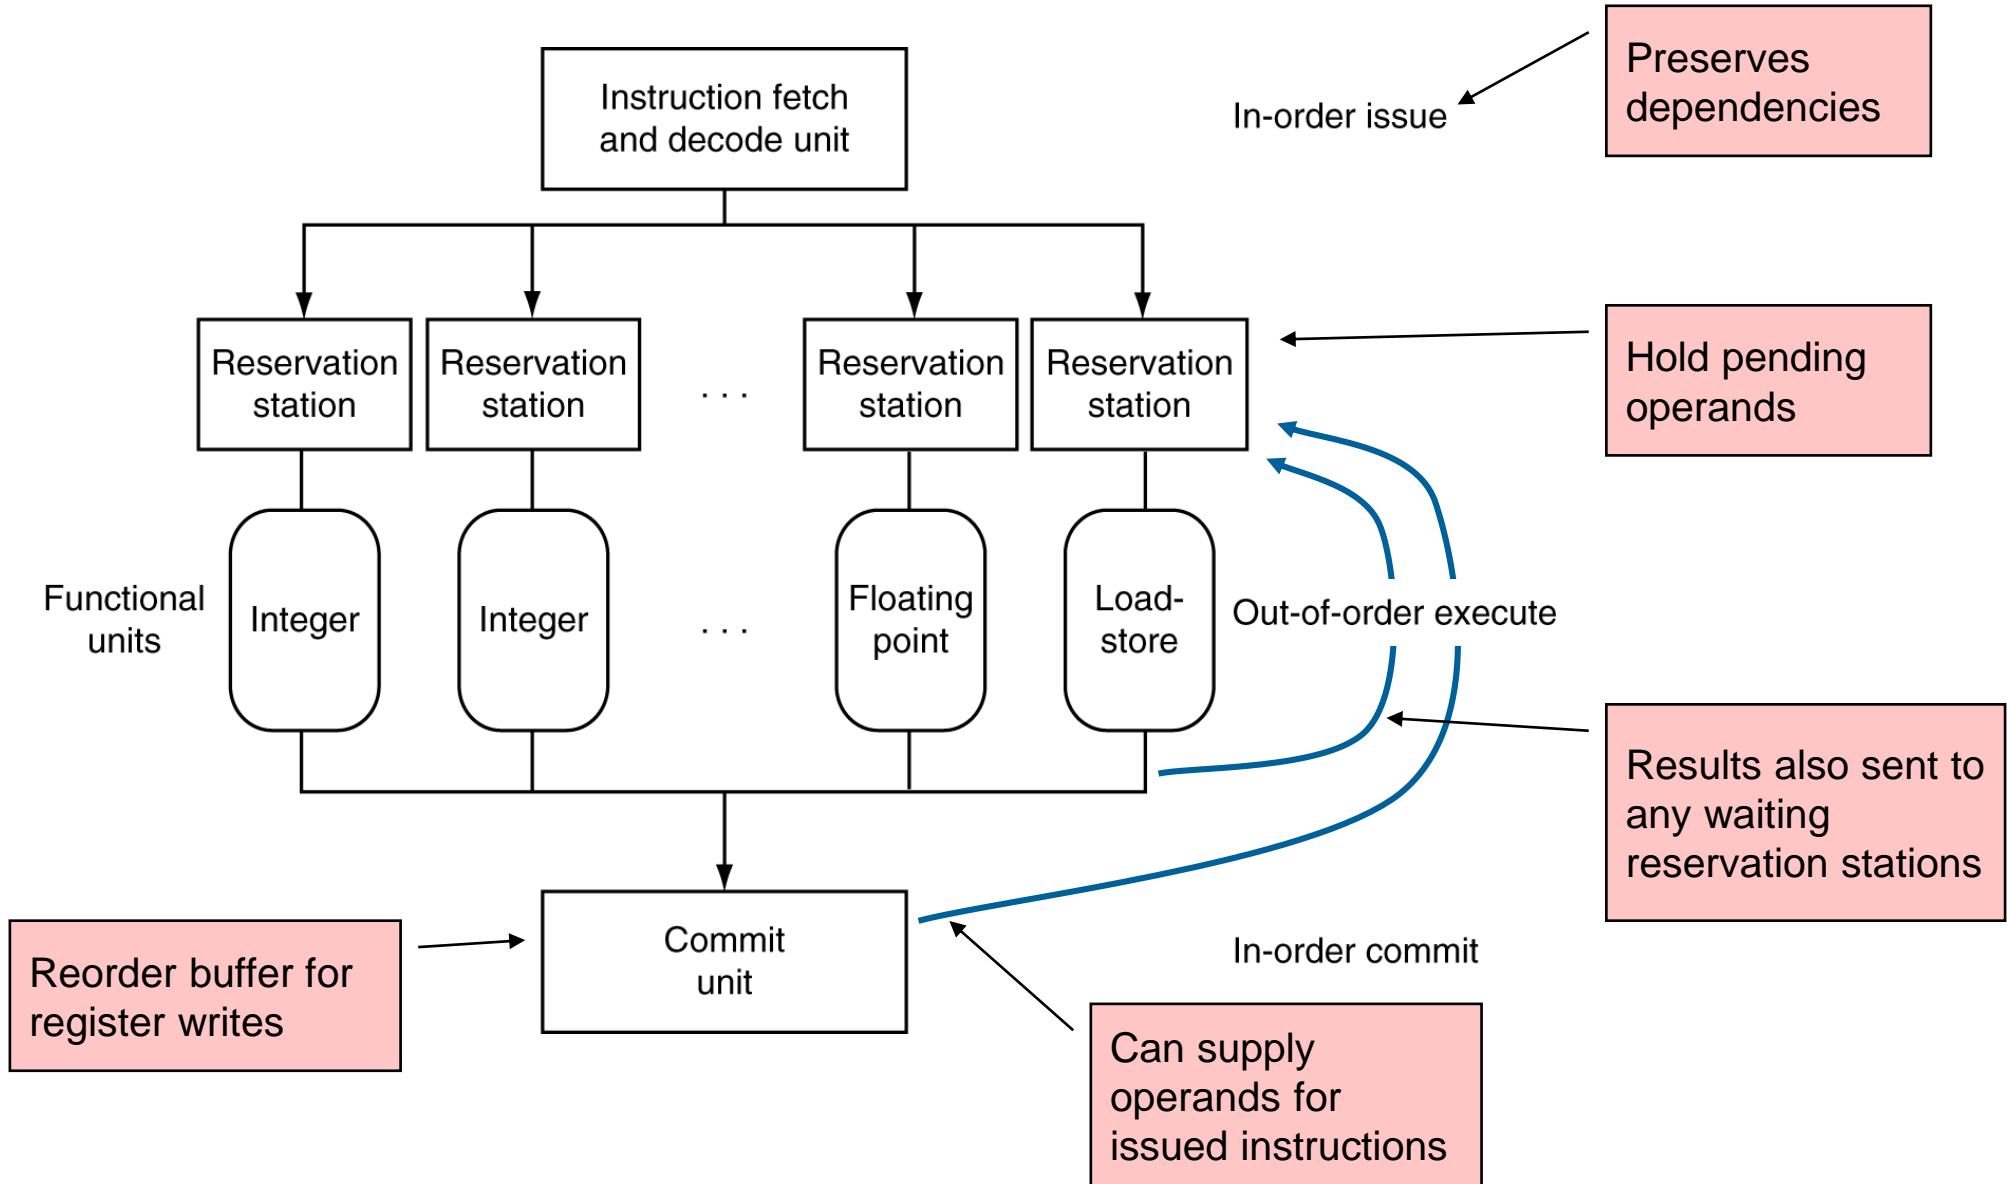 Preserves
dependencies
Instruction fetch
and decode unit
In-order issue
Reservation
station
Reservation
station
. . .
Reservation
station
Reservation
station
Hold pending
operands
Functional
units
Integer
Integer
. . .
Floating
point
Load-
store
Out-of-order execute
Results also sent to
any waiting
reservation stations
Reorder buffer for
register writes
Commit
unit
In-order commit
Can supply
operands for
issued instructions